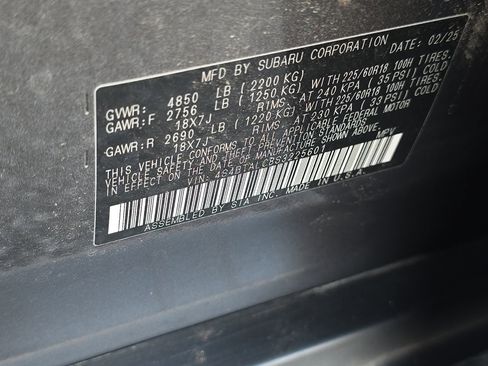 MFD BY SUBARU CORPORATION DATE: 02/25
GVWR: 4850 LB (2200 KG)
GAWR:F 2756 LB (1250 KG) WITH 225/60R18 100H TIRES,
18X7J RIMS, AT 240 KPA (35 PSI) COLD
GAWR:R 2690 LB (1220 KG) WITH 225/60R18 100H TIRES,
18X7J RIMS, AT 230 KPA (33 PSI) COLD
THIS VEHICLE CONFORMS TO ALL APPLICABLE FEDERAL MOTOR
VEHICLE SAFETY AND THEFT PREVENTION STANDARDS
IN EFFECT ON THE DATE OF MANUFACTURE SHOWN ABOVE.
VIN: MPV
ASSEMBLED BY SIA INC. MADE IN U.S.A.